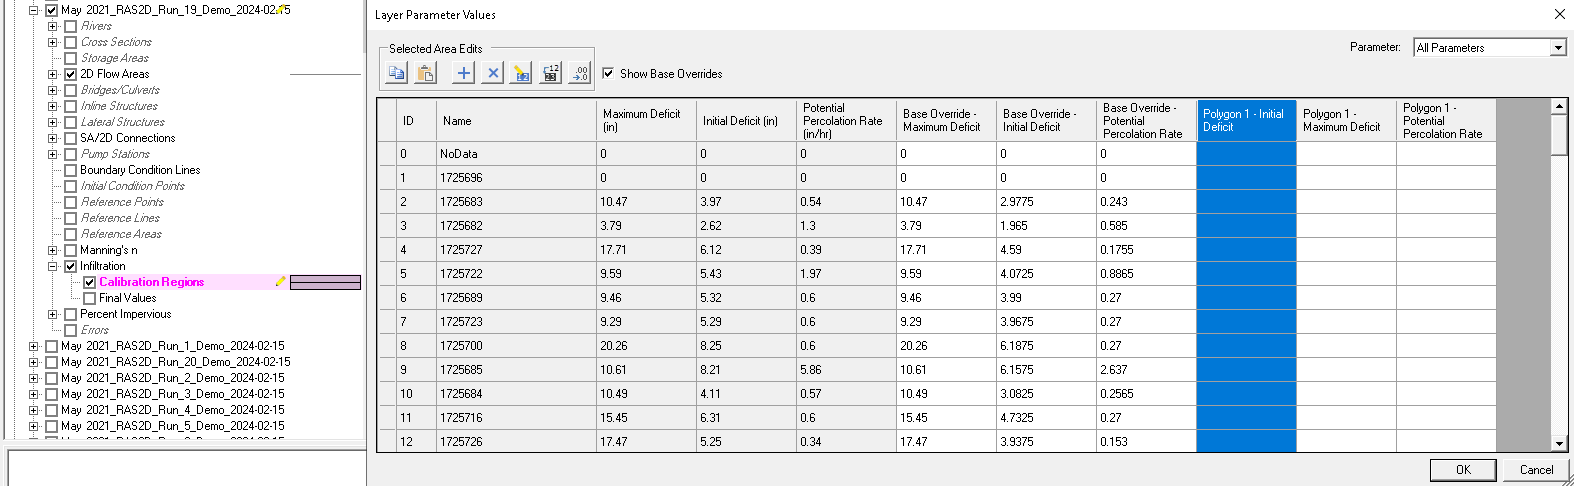 May 2021_RAS2D_Run_19_Demo_2024-02-15
Rivers
Cross Sections
Storage Areas
2D Flow Areas
Bridges/Culverts
Inline Structures
Lateral Structures
SA/2D Connections
Pump Stations
Boundary Condition Lines
Initial Condition Points
Reference Points
Reference Lines
Reference Areas
Manning's n
Infiltration
Calibration Regions
Final Values
Percent Impervious
Errors
May 2021_RAS2D_Run_1_Demo_2024-02-15
May 2021_RAS2D_Run_20_Demo_2024-02-15
May 2021_RAS2D_Run_2_Demo_2024-02-15
May 2021_RAS2D_Run_3_Demo_2024-02-15
May 2021_RAS2D_Run_4_Demo_2024-02-15
May 2021_RAS2D_Run_5_Demo_2024-02-15
Layer Parameter Values
Selected Area Edits
Show Base Overrides
Parameter: All Parameters
ID Name Maximum Deficit (in) Initial Deficit (in) Potential Percolation Rate (in/hr) Base Override - Maximum Deficit Base Override - Initial Deficit Base Override - Potential Percolation Rate Polygon 1 - Initial Deficit Polygon 1 - Maximum Deficit Polygon 1 - Potential Percolation Rate
0 NoData 0 0 0 0 0 0
1 1725696 0 0 0 0 0 0
2 1725683 10.47 3.97 0.54 10.47 2.9775 0.243
3 1725682 3.79 2.62 1.3 3.79 1.965 0.585
4 1725727 17.71 6.12 0.39 17.71 4.59 0.1755
5 1725722 9.59 5.43 1.97 9.59 4.0725 0.8865
6 1725689 9.46 5.32 0.6 9.46 3.99 0.27
7 1725723 9.29 5.29 0.6 9.29 3.9675 0.27
8 1725700 20.26 8.25 0.6 20.26 6.1875 0.27
9 1725685 10.61 8.21 5.86 10.61 6.1575 2.637
10 1725684 10.49 4.11 0.57 10.49 3.0825 0.2565
11 1725716 15.45 6.31 0.6 15.45 4.7325 0.27
12 1725726 17.47 5.25 0.34 17.47 3.9375 0.153
OK Cancel